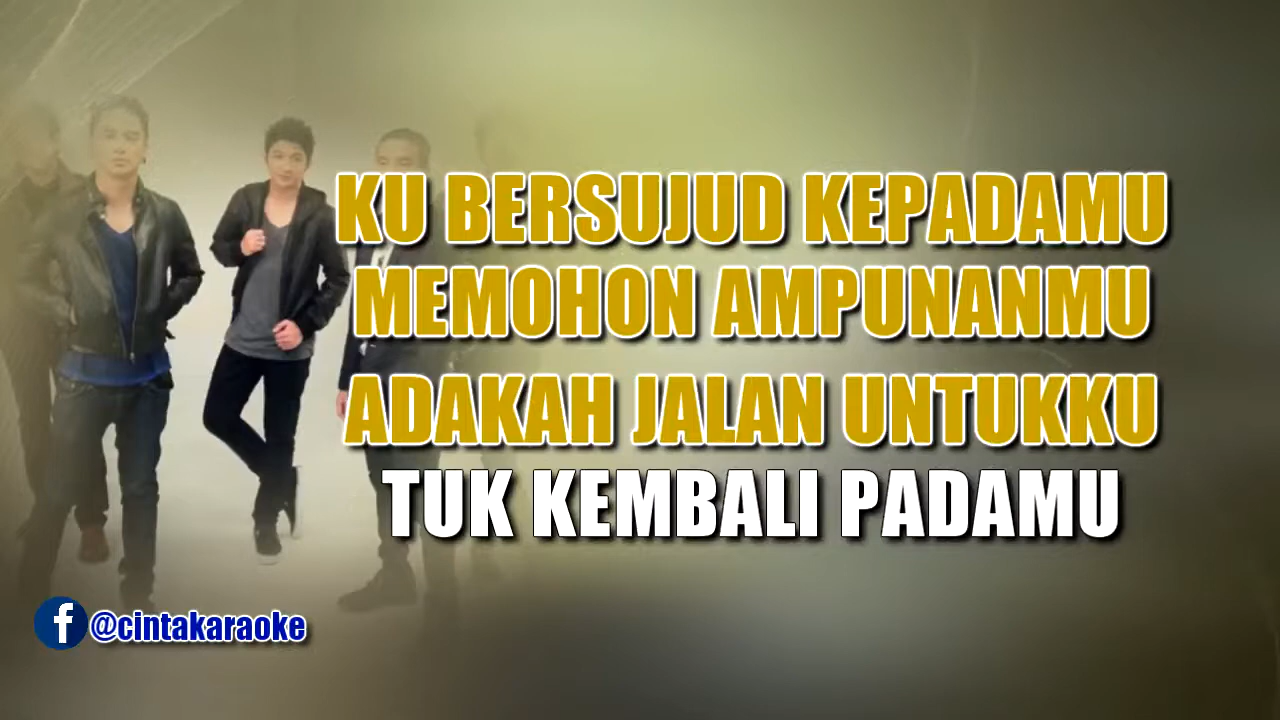 KU BERSUJUD KEPADAMU
MEMOHON AMPUNANMU
ADAKAH JALAN UNTUKKU
TUK KEMBALI PADAMU
f @cintakaraoke